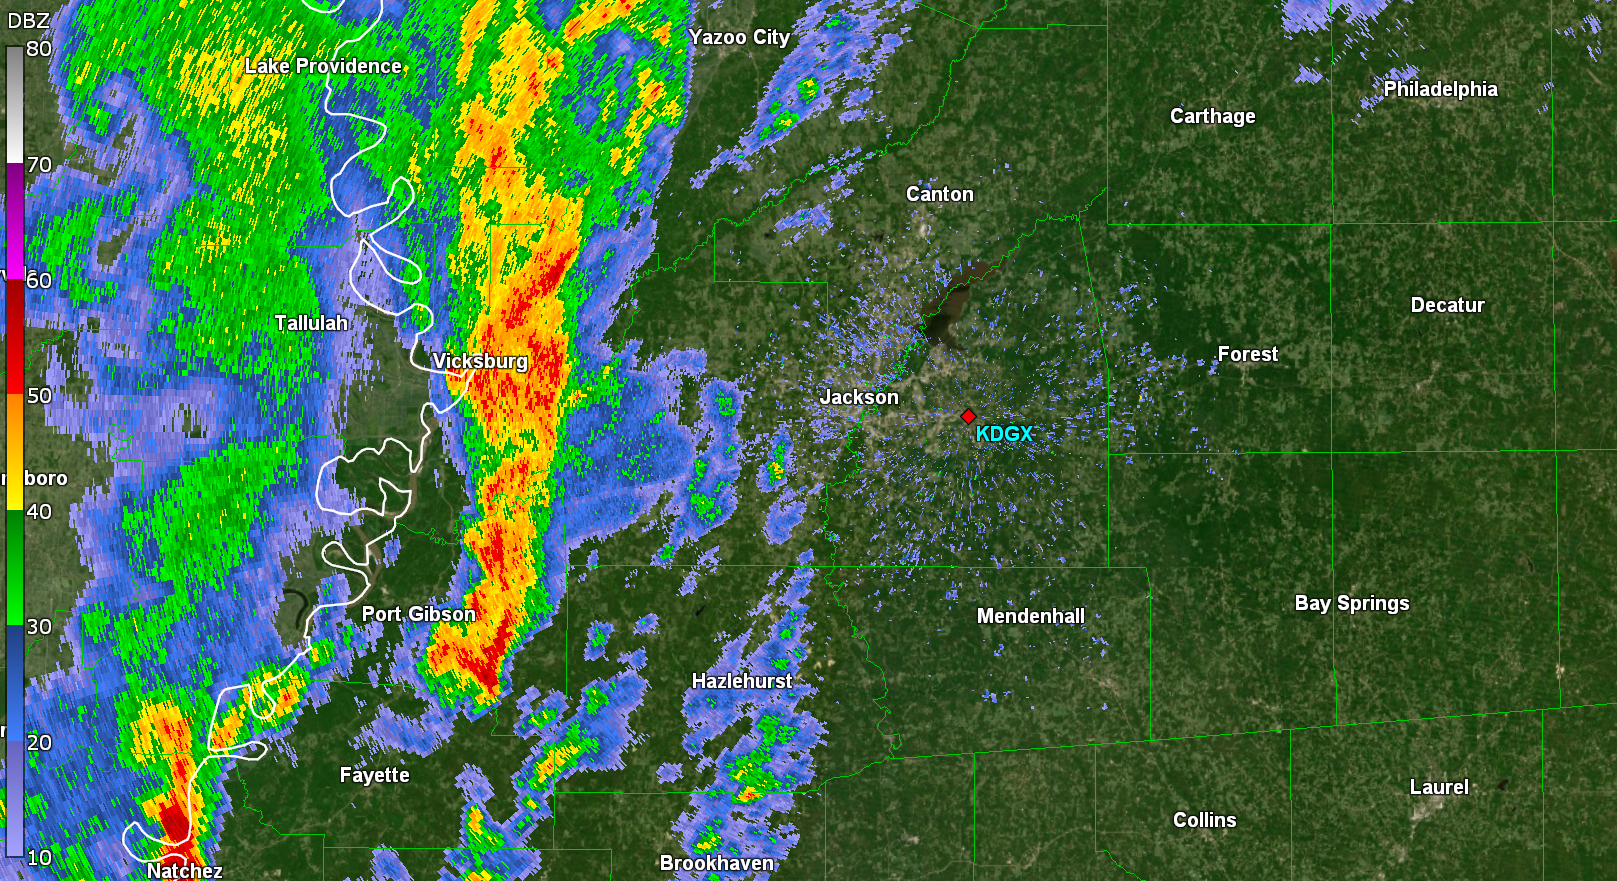 DBZ
80
Yazoo City
Lake Providence
Philadelphia
Carthage
70
Canton
60
Decatur
Tallulah
Vicksburg
Forest
50
Jackson
KDGX
boro
40
Bay Springs
Port Gibson
Mendenhall
30
Hazlehurst
20
Fayette
Laurel
Collins
10
Brookhaven
Natchez